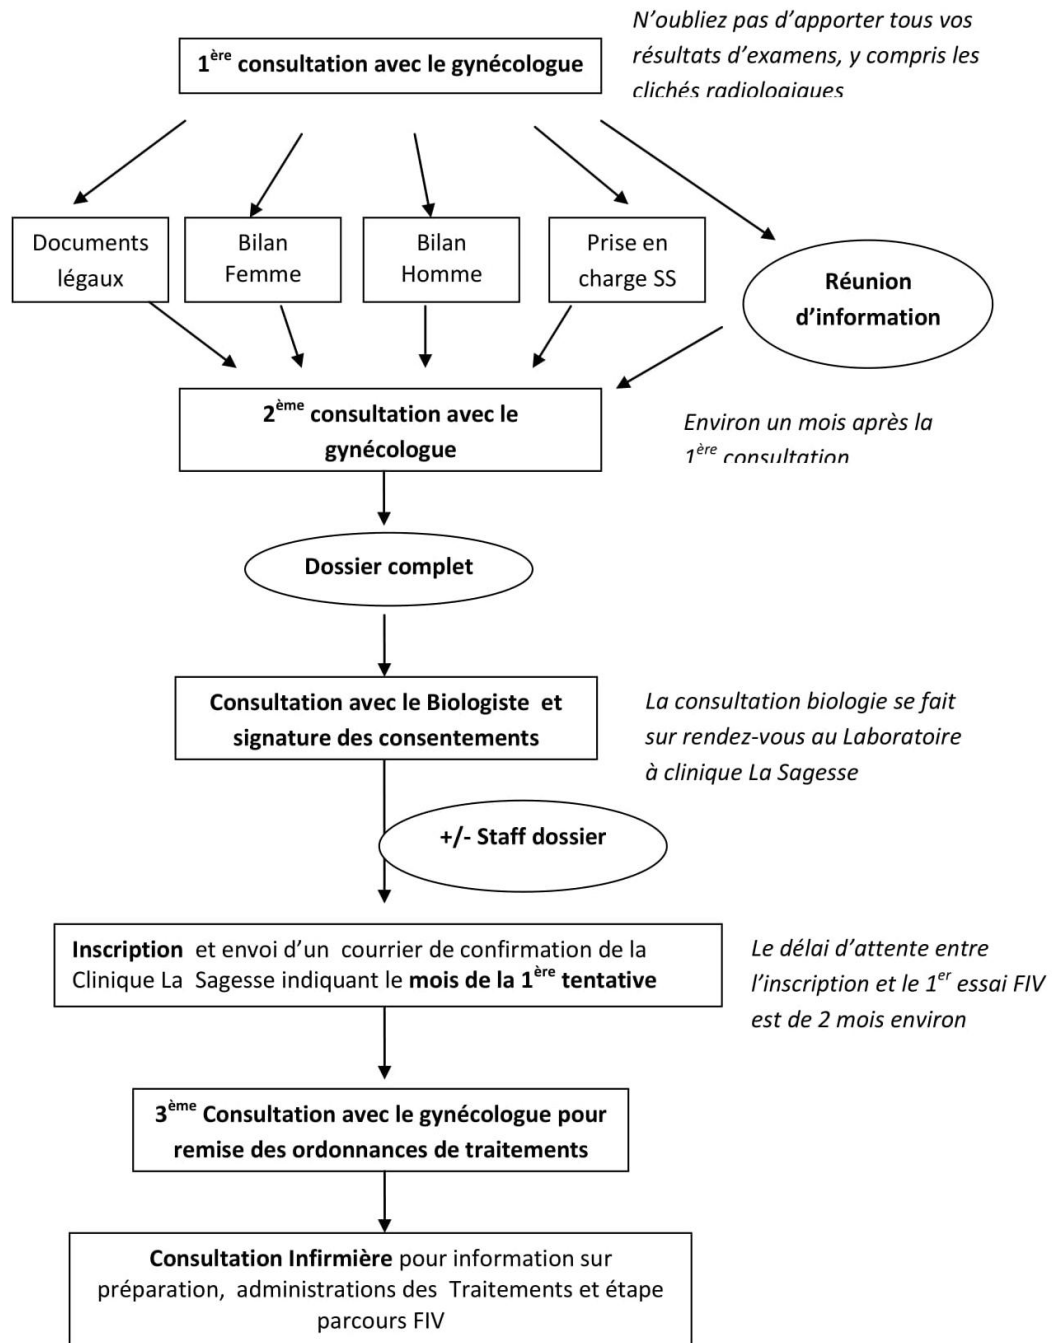 N’oubliez pas d’apporter tous vos
résultats d’examens, y compris les
clichés radiologiques
1ère consultation avec le gynécologue
Documents
légaux
Bilan
Femme
Bilan
Homme
Prise en
charge SS
Réunion
d’information
2ème consultation avec le
gynécologue
Environ un mois après la
1ère consultation
Dossier complet
Consultation avec le Biologiste et
signature des consentements
La consultation biologie se fait
sur rendez-vous au Laboratoire
à clinique La Sagesse
+/- Staff dossier
Inscription et envoi d’un courrier de confirmation de la
Clinique La Sagesse indiquant le mois de la 1ère tentative
Le délai d’attente entre
l’inscription et le 1er essai FIV
est de 2 mois environ
3ème Consultation avec le gynécologue pour
remise des ordonnances de traitements
Consultation Infirmière pour information sur
préparation, administrations des Traitements et étape
parcours FIV